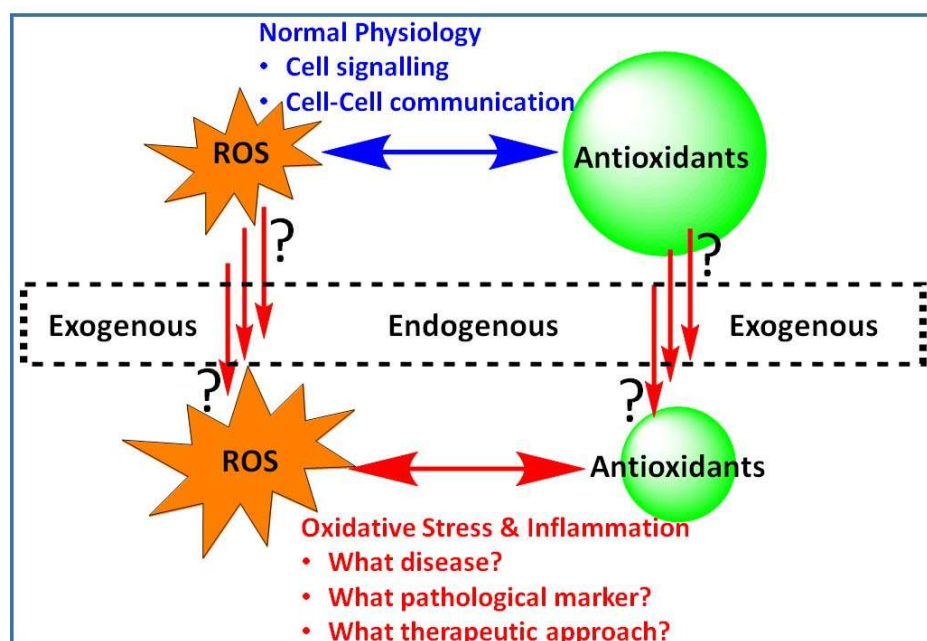 Normal Physiology
• Cell signalling
• Cell-Cell communication
ROS
Antioxidants
?
?
Exogenous
Endogenous
Exogenous
?
?
ROS
Antioxidants
Oxidative Stress & Inflammation
• What disease?
• What pathological marker?
• What therapeutic approach?